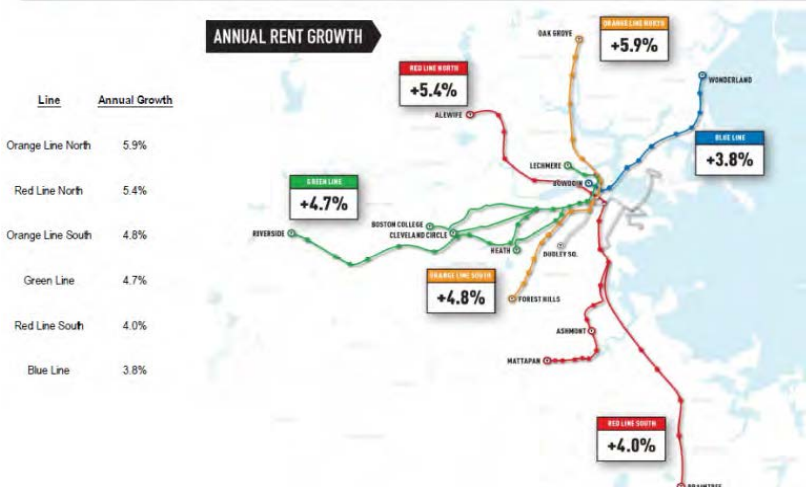 ANNUAL RENT GROWTH
Line Annual Growth
Orange Line North 5.9%
Red Line North 5.4%
Orange Line South 4.8%
Green Line 4.7%
Red Line South 4.0%
Blue Line 3.8%
OAK GROVE
ORANGE LINE NORTH
+5.9%
RED LINE NORTH
+5.4%
ALEWIFE
WONDERLAND
BLUE LINE
+3.8%
LECHMERE
BOWDOIN
GREEN LINE
+4.7%
RIVERSIDE
BOSTON COLLEGE
CLEVELAND CIRCLE
HEATH
DUDLEY SQ.
ORANGE LINE SOUTH
+4.8%
FOREST HILLS
ASHMONT
MATTAPAN
RED LINE SOUTH
+4.0%
BRAINTREE